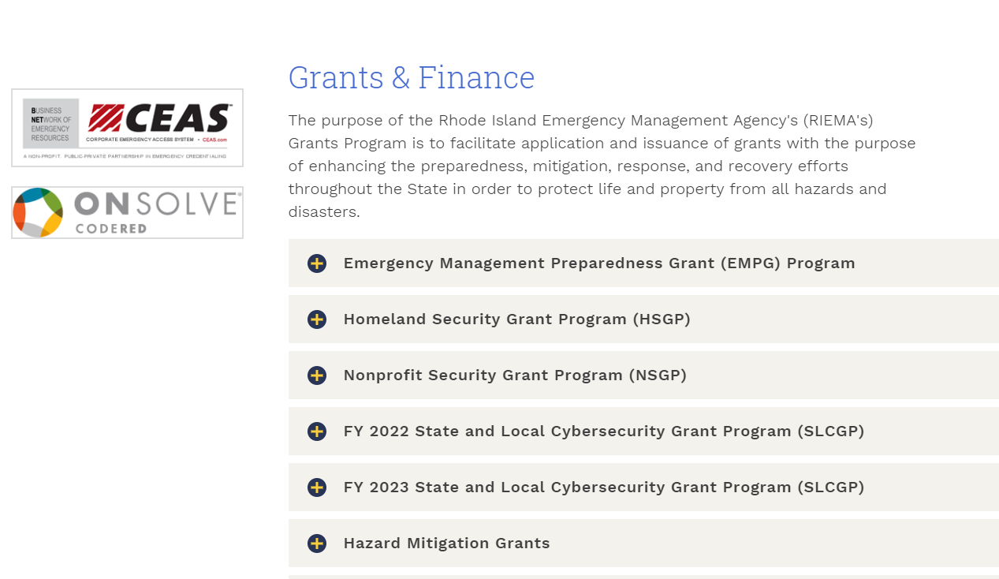 BUSINESS
NETWORK OF
EMERGENCY
RESOURCES
CEAS™
CORPORATE EMERGENCY ACCESS SYSTEM • CEAS.com
A NON-PROFIT, PUBLIC-PRIVATE PARTNERSHIP IN EMERGENCY CREDENTIALING
ONSOLVE®
CODERED
Grants & Finance
The purpose of the Rhode Island Emergency Management Agency's (RIEMA's)
Grants Program is to facilitate application and issuance of grants with the purpose
of enhancing the preparedness, mitigation, response, and recovery efforts
throughout the State in order to protect life and property from all hazards and
disasters.
Emergency Management Preparedness Grant (EMPG) Program
Homeland Security Grant Program (HSGP)
Nonprofit Security Grant Program (NSGP)
FY 2022 State and Local Cybersecurity Grant Program (SLCGP)
FY 2023 State and Local Cybersecurity Grant Program (SLCGP)
Hazard Mitigation Grants